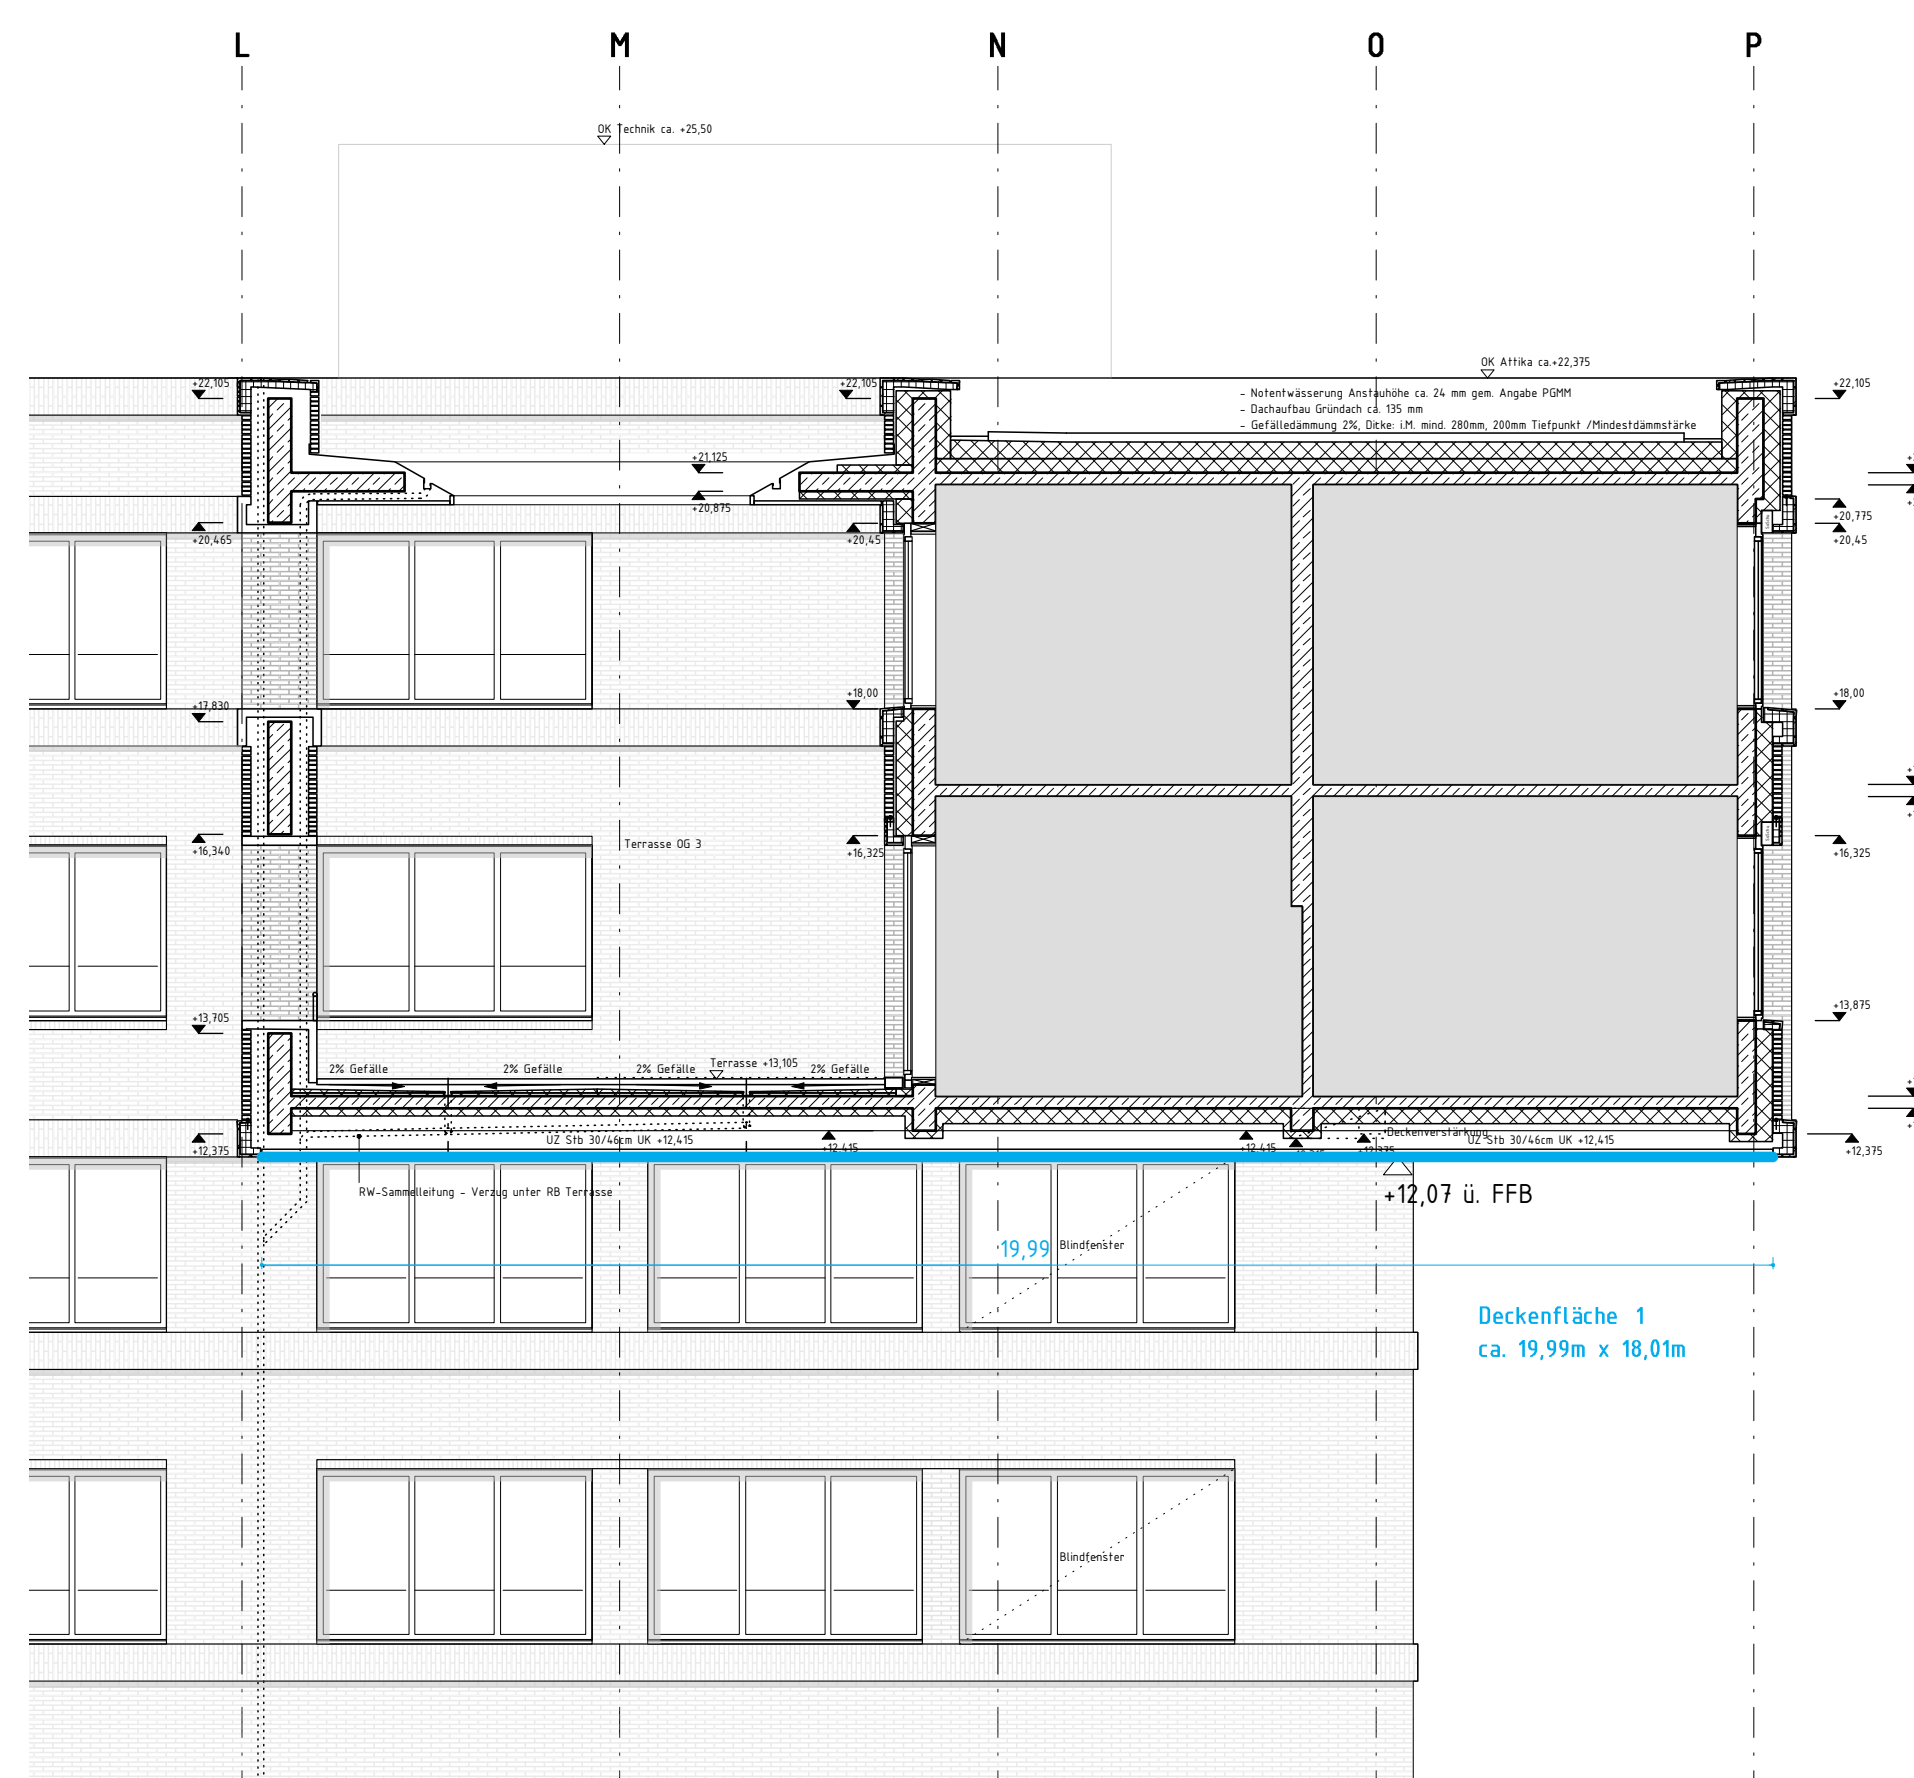 L M N O P
OK Technik ca. +25,50
OK Attika ca.+22,375
+22,105
+22,105
+22,105
- Notentwässerung Anstauhöhe ca. 24 mm gem. Angabe PGMM
- Dachaufbau Gründach ca. 135 mm
- Gefälledämmung 2%, Dicke: i.M. mind. 280mm, 200mm Tiefpunkt /Mindestdämmstärke
+21,125
+20,875
+20,775
+20,465
+20,45
+20,45
+18,00
+18,00
+17,830
Terrasse OG 3
+16,340
+16,325
+16,325
+13,875
+13,705
Terrasse +13,105
2% Gefälle 2% Gefälle 2% Gefälle 2% Gefälle
Deckenverstärkung
UZ Stb 30/46cm UK +12,415
UZ Stb 30/46cm UK +12,415
+12,375
+12,415
+12,415
+12,375
+12,375
RW-Sammelleitung - Verzug unter RB Terrasse
+12,07 ü. FFB
19,99
Blindfenster
Deckenfläche 1
ca. 19,99m x 18,01m
Blindfenster